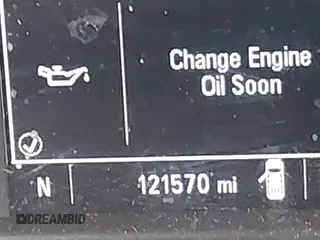 Change Engine
Oil Soon
N 121570 mi
DREAMBID